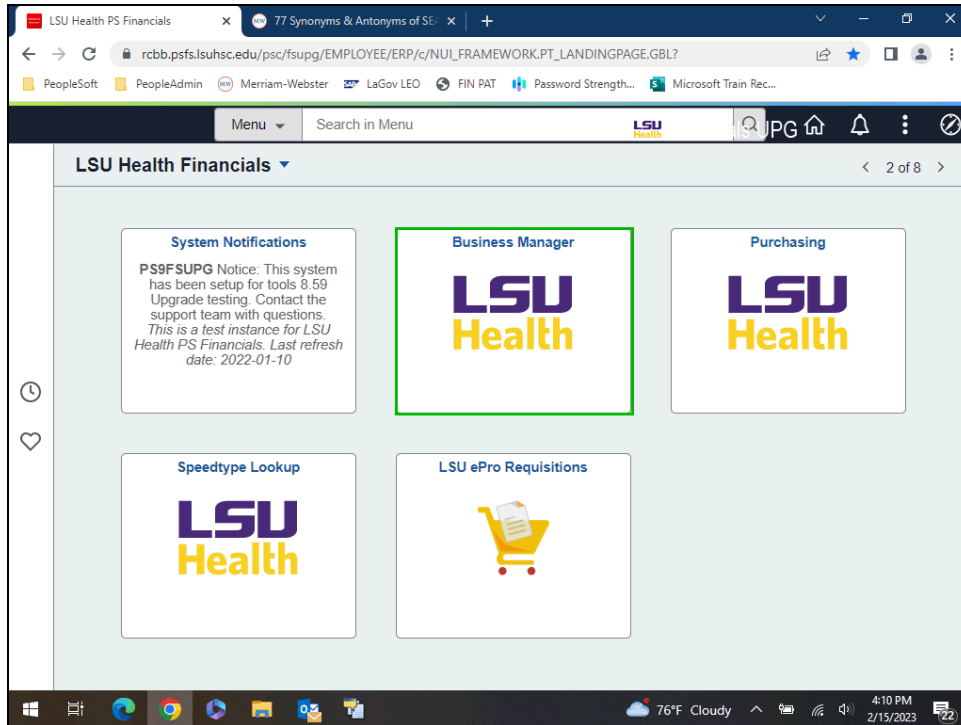 LSU Health PS Financials
77 Synonyms & Antonyms of SEA
rcbb.psfs.lsuhsc.edu/psc/fsupg/EMPLOYEE/ERP/c/NUI_FRAMEWORK.PT_LANDINGPAGE.GBL?
PeopleSoft PeopleAdmin Merriam-Webster LaGov LEO FIN PAT Password Strength... Microsoft Train Rec...
Menu Search in Menu LSU Health UPG
LSU Health Financials 2 of 8
System Notifications
PS9FSUPG Notice: This system
has been setup for tools 8.59
Upgrade testing. Contact the
support team with questions.
This is a test instance for LSU
Health PS Financials. Last refresh
date: 2022-01-10
Business Manager
LSU
Health
Purchasing
LSU
Health
Speedtype Lookup
LSU
Health
LSU ePro Requisitions
76°F Cloudy
4:10 PM
2/15/2023
22